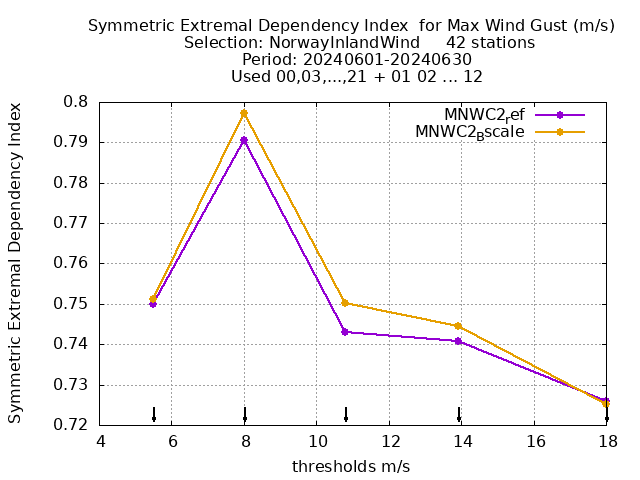 Symmetric Extremal Dependency Index  for Max Wind Gust (m/s)
Selection: NorwayInlandWind     42 stations
Period: 20240601-20240630
Used 00,03,...,21 + 01 02 ... 12
Symmetric Extremal Dependency Index
0.8
0.79
0.78
0.77
0.76
0.75
0.74
0.73
0.72
MNWC2ref
MNWC2Bscale
4 6 8 10 12 14 16 18
thresholds m/s